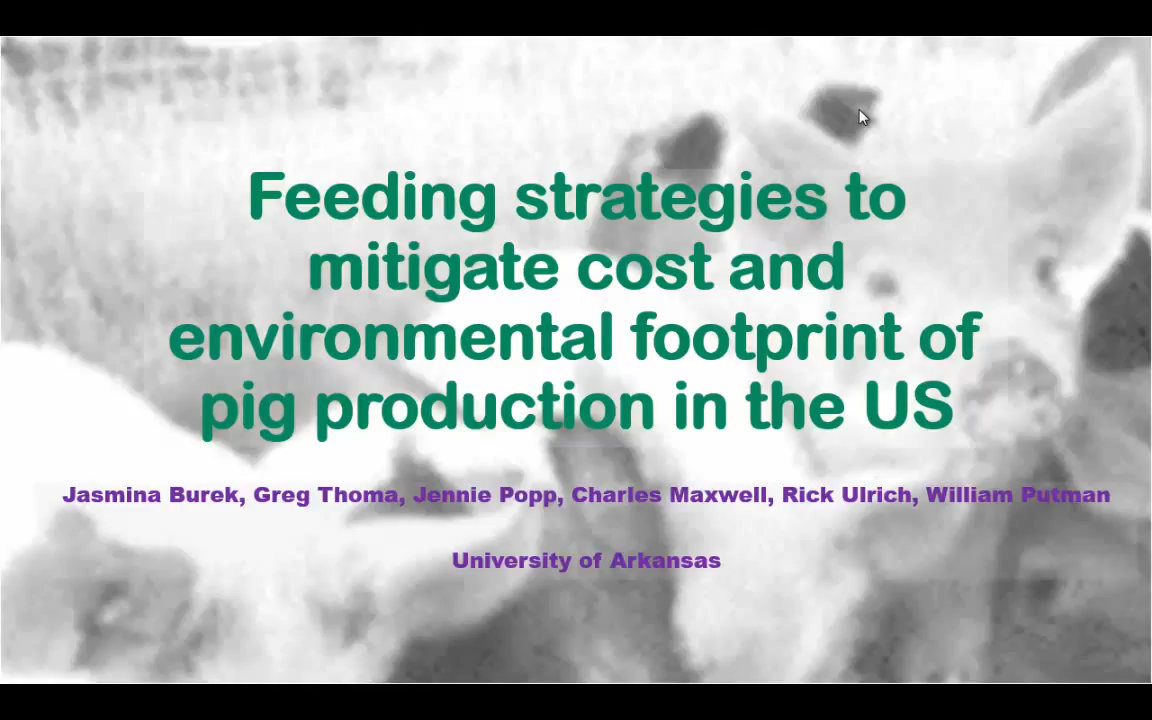 Feeding strategies to
mitigate cost and
environmental footprint of
pig production in the US
Jasmina Burek, Greg Thoma, Jennie Popp, Charles Maxwell, Rick Ulrich, William Putman
University of Arkansas